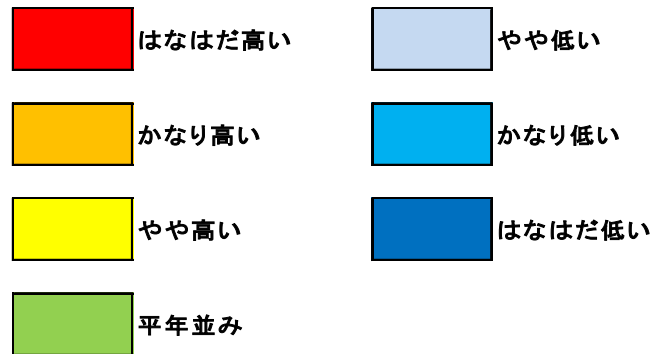 はなはだ高い
かなり高い
やや高い
平年並み
やや低い
かなり低い
はなはだ低い